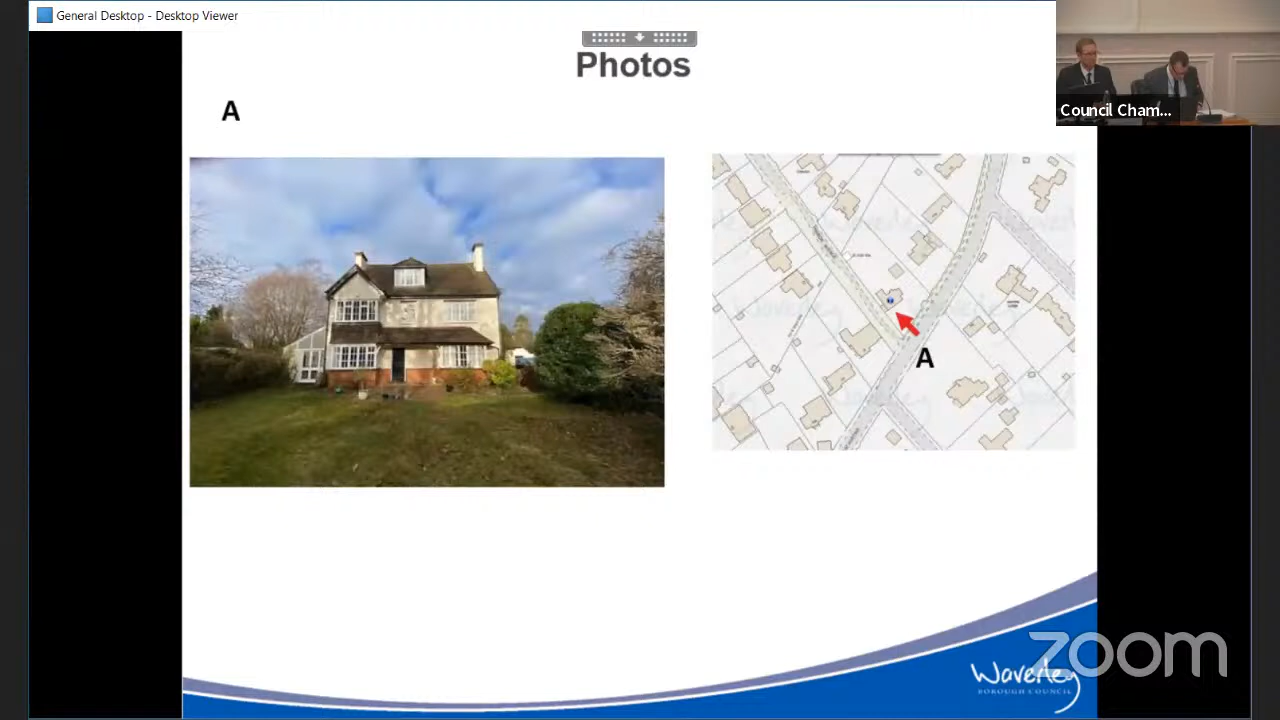 General Desktop - Desktop Viewer
Photos
Council Cham...
A
A
zoom
Waverley
BOROUGH COUNCIL